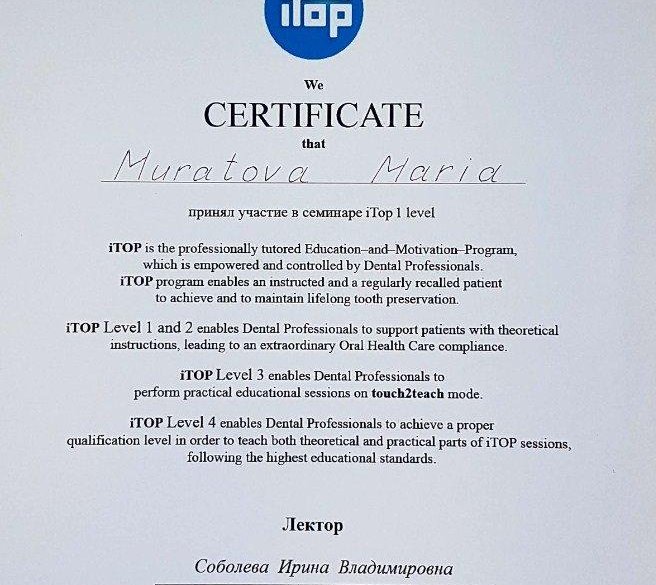 iTop
We
CERTIFICATE
that
Muratova Maria
принял участие в семинаре iTop 1 level
iTOP is the professionally tutored Education–and–Motivation–Program,
which is empowered and controlled by Dental Professionals.
iTOP program enables an instructed and a regularly recalled patient
to achieve and to maintain lifelong tooth preservation.
iTOP Level 1 and 2 enables Dental Professionals to support patients with theoretical
instructions, leading to an extraordinary Oral Health Care compliance.
iTOP Level 3 enables Dental Professionals to
perform practical educational sessions on touch2teach mode.
iTOP Level 4 enables Dental Professionals to achieve a proper
qualification level in order to teach both theoretical and practical parts of iTOP sessions,
following the highest educational standards.
Лектор
Соболева Ирина Владимировна